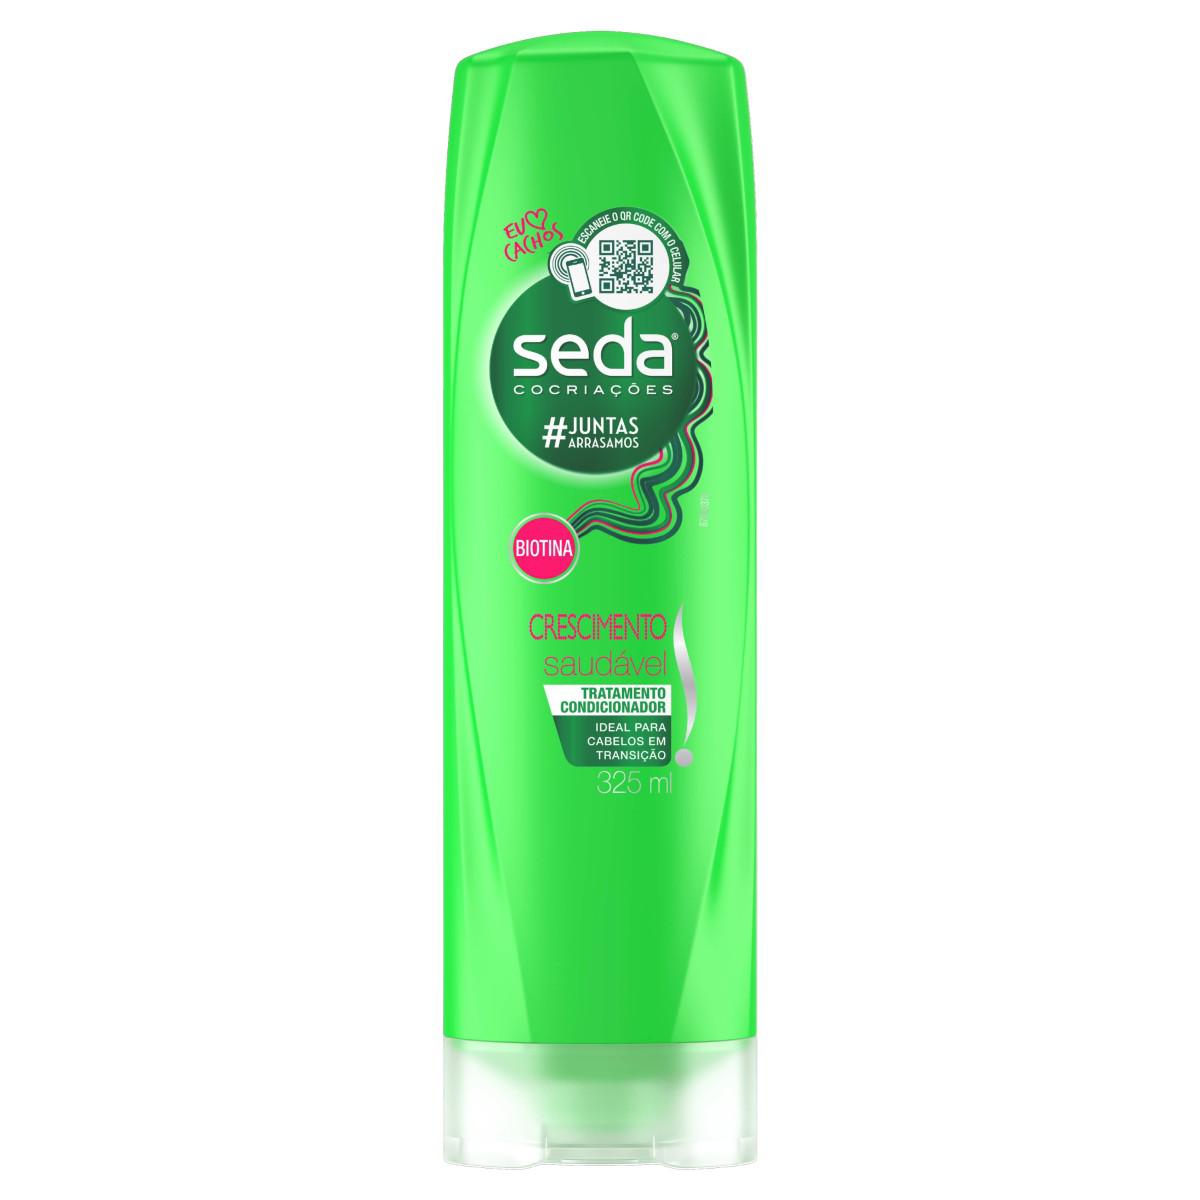 EU
CACHOS
ESCANEIE O QR CODE COM O CELULAR
seda®
COCRIAÇÕES
#JUNTAS
ARRASAMOS
BIOTINA
CRESCIMENTO
saudável
TRATAMENTO
CONDICIONADOR
IDEAL PARA
CABELOS EM
TRANSIÇÃO
325 ml